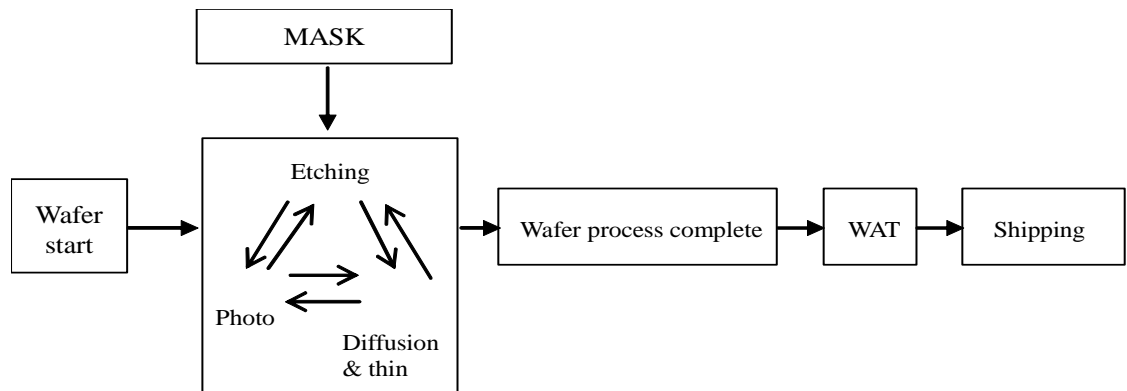 MASK
Etching
Wafer
start
Wafer process complete
WAT
Shipping
Photo
Diffusion
& thin